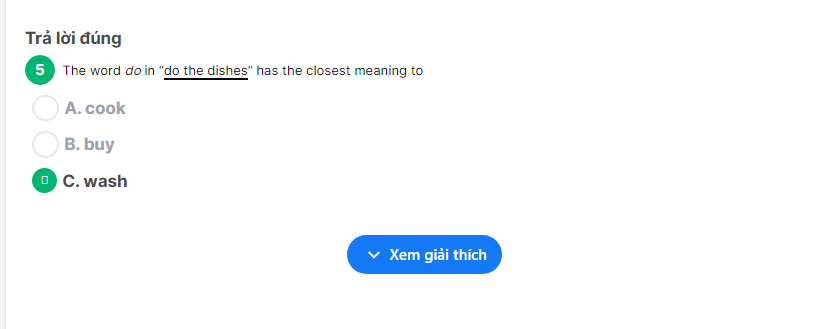 Trả lời đúng
5 The word do in “do the dishes” has the closest meaning to
A. cook
B. buy
C. wash
Xem giải thích